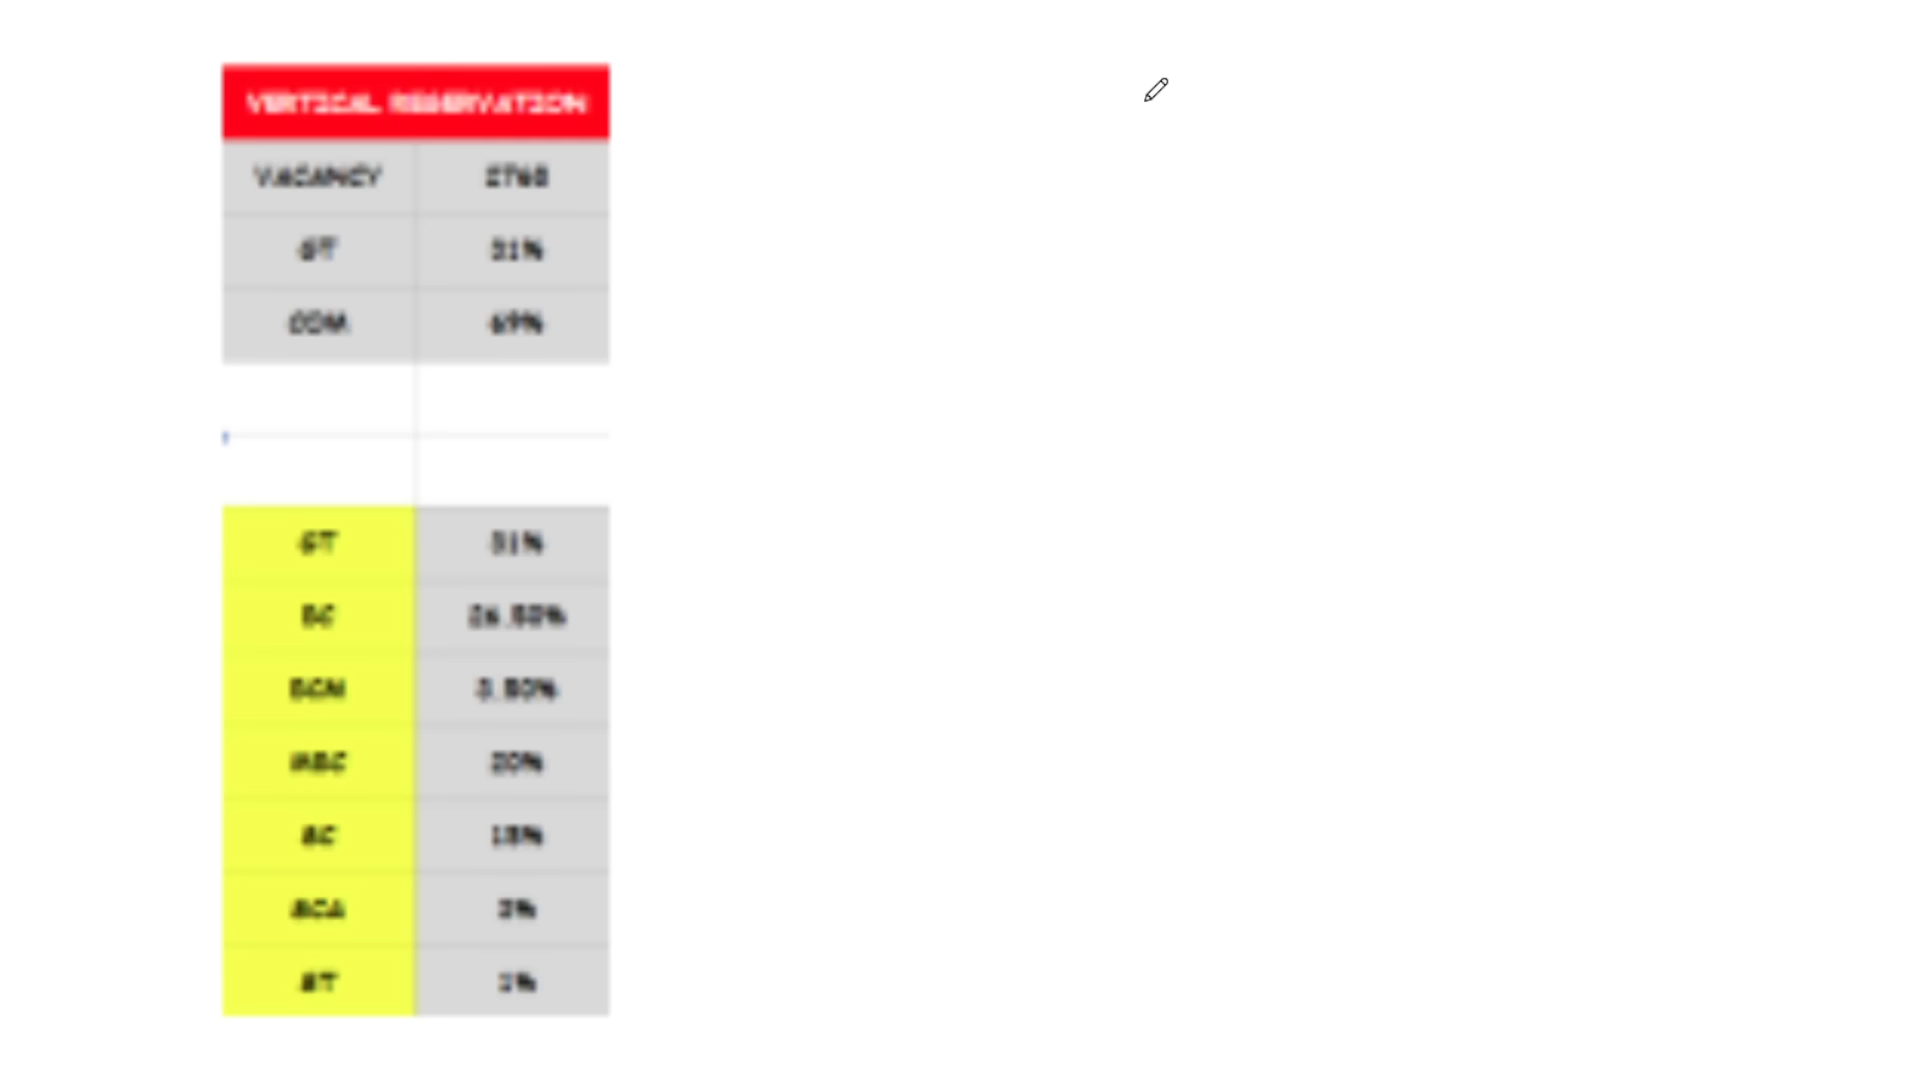 VERTICAL RESERVATION
VACANCY 2768
GT 31%
COM 69%
GT 31%
BC 26.50%
BCM 3.50%
MBC 20%
SC 15%
SCA 3%
ST 1%